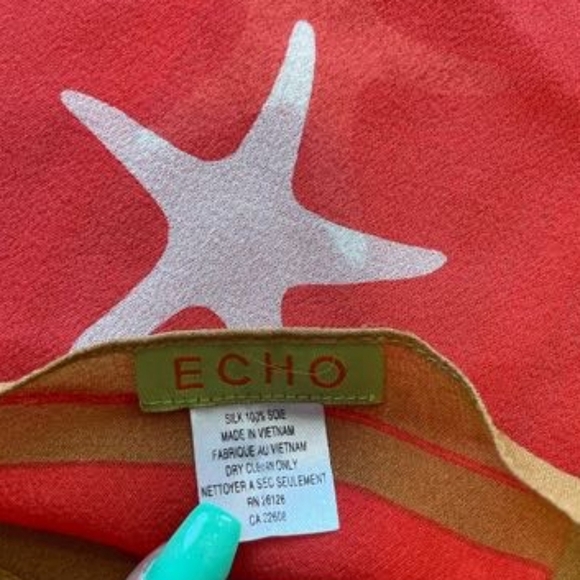 ECHO
SILK 100% SOIE
MADE IN VIETNAM
FABRIQUE AU VIETNAM
DRY CLEAN ONLY
NETTOYER A SEC SEULEMENT
RN 26126
CA 22608